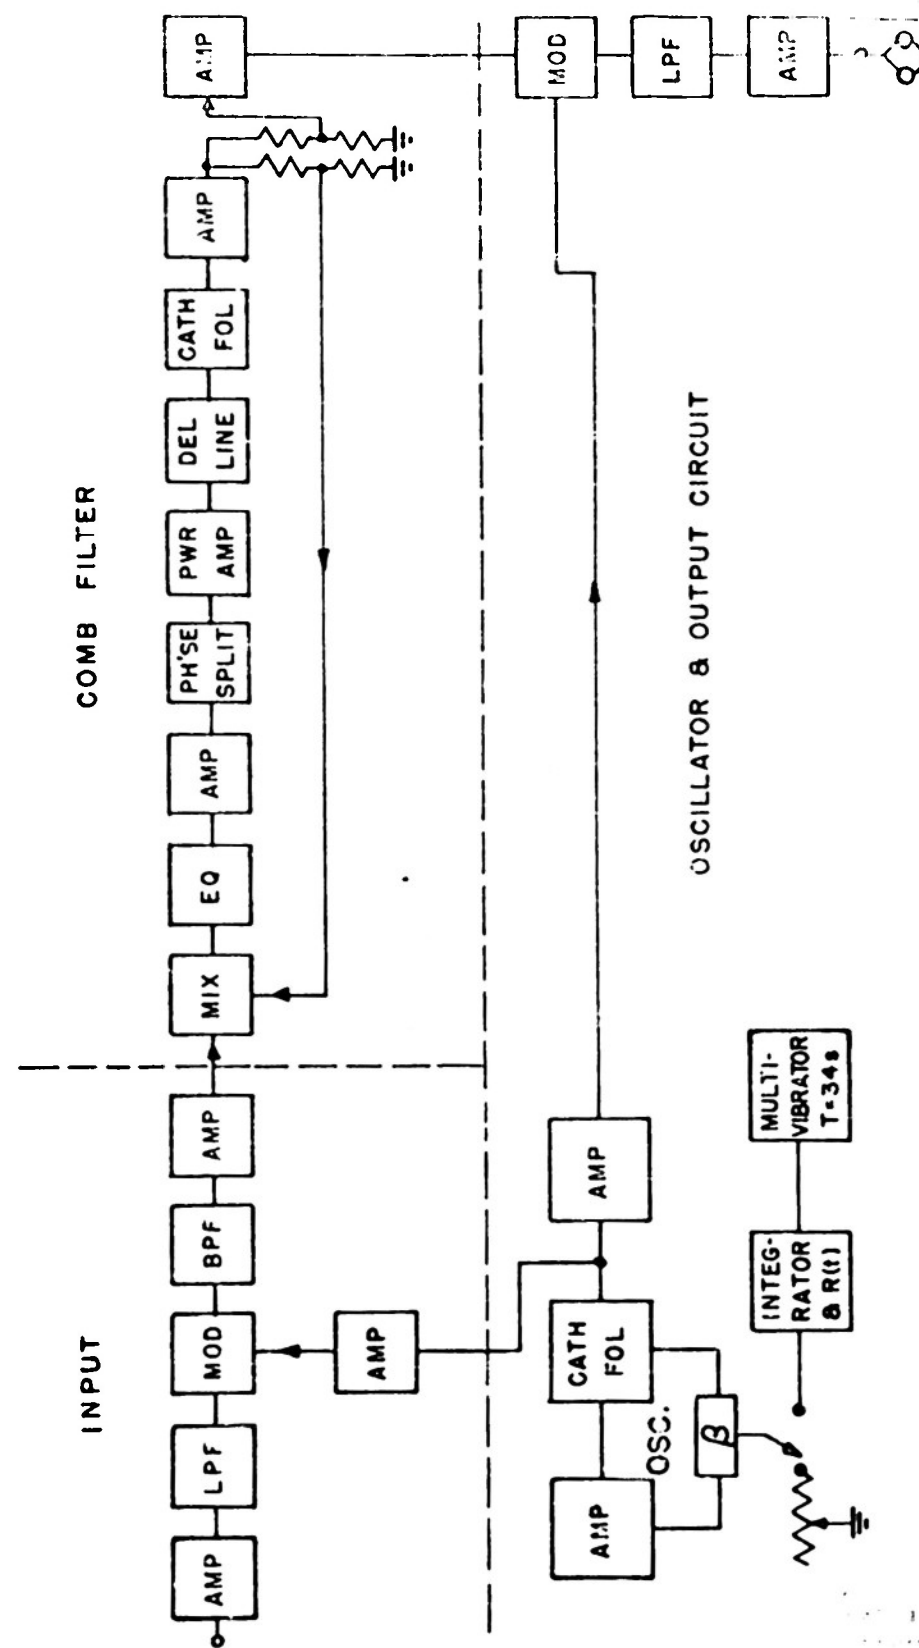 INPUT
COMB FILTER
AMP
LPF
MOD
BPF
AMP
MIX
EQ
AMP
PH'SE
SPLIT
PWR
AMP
DEL
LINE
CATH
FOL
AMP
AMP
AMP
AMP
OSC.
β
CATH
FOL
AMP
MOD
LPF
AMP
INTEG-
RATOR
& R(t)
MULTI-
VIBRATOR
T=34s
OSCILLATOR & OUTPUT CIRCUIT